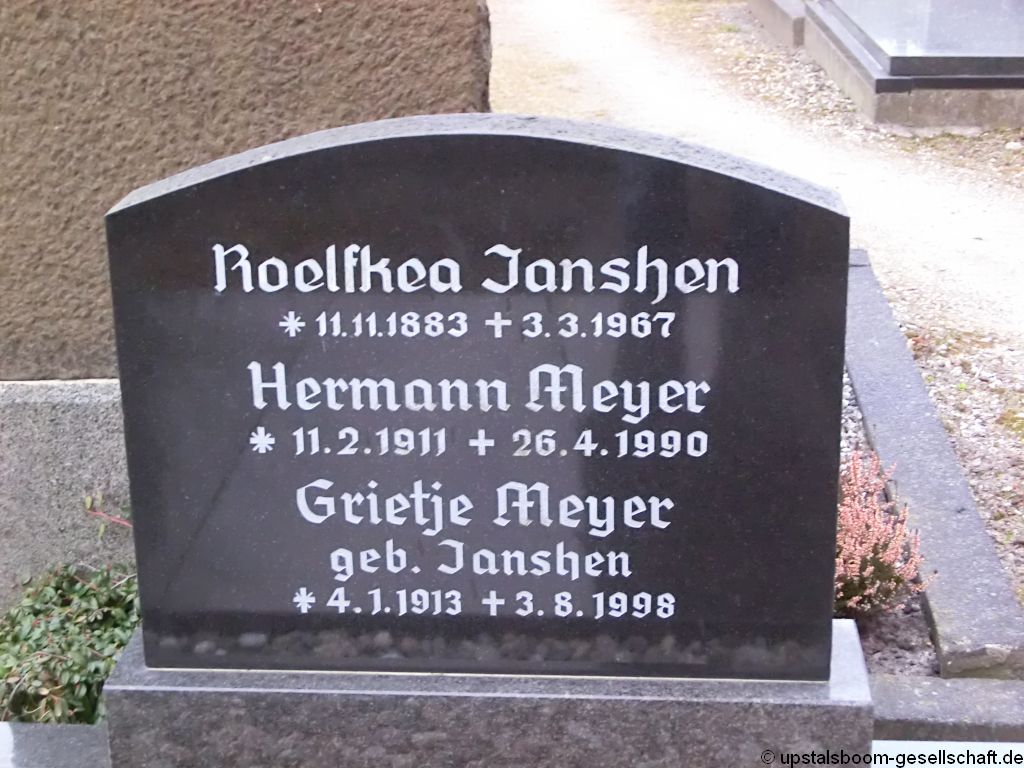 Roelfkea Janshen
* 11.11.1883 + 3.3.1967
Hermann Meyer
* 11.2.1911 + 26.4.1990
Grietje Meyer
geb. Janshen
* 4.1.1913 + 3.8.1998
© upstalsboom-gesellschaft.de